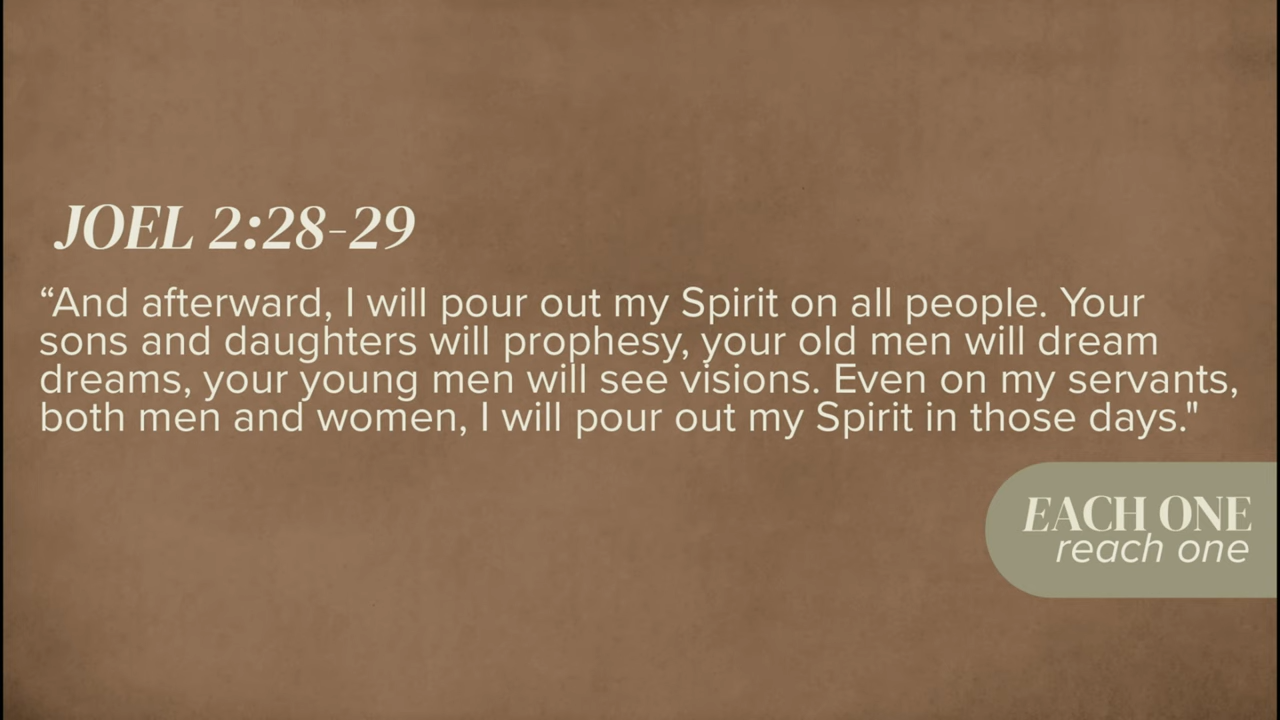 JOEL 2:28-29
“And afterward, I will pour out my Spirit on all people. Your
sons and daughters will prophesy, your old men will dream
dreams, your young men will see visions. Even on my servants,
both men and women, I will pour out my Spirit in those days."
EACH ONE
reach one